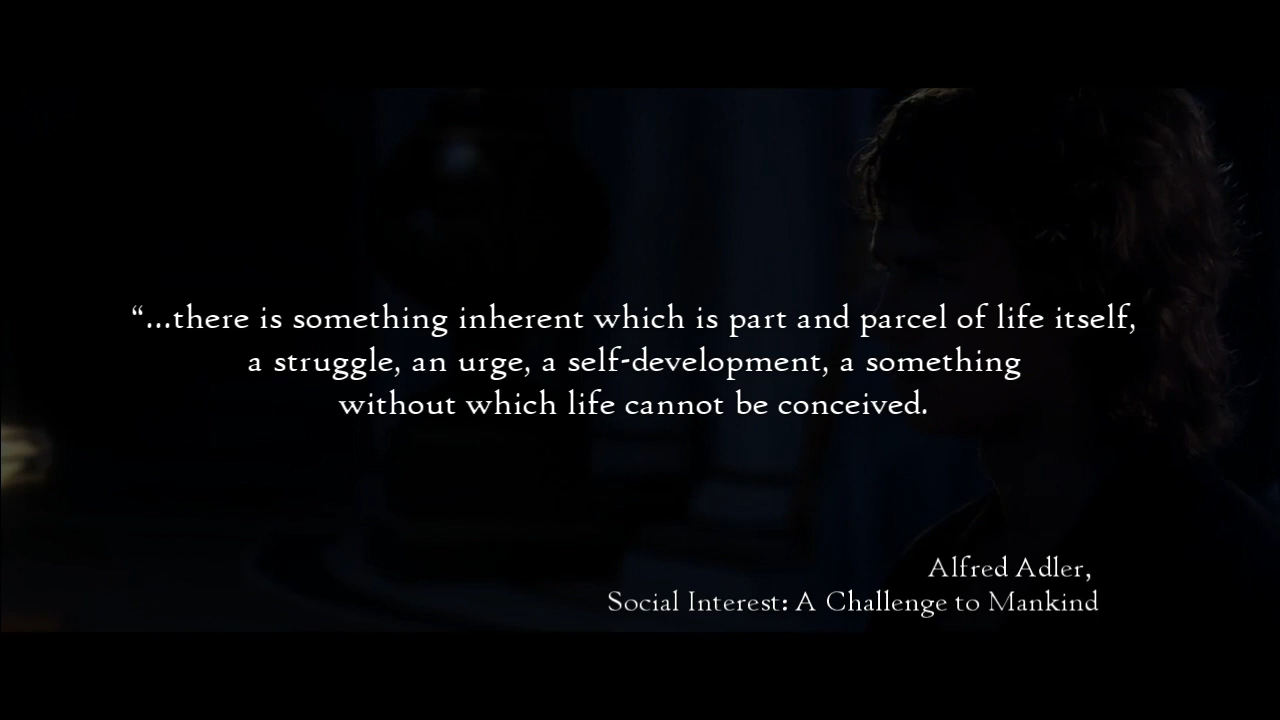 “...there is something inherent which is part and parcel of life itself,
a struggle, an urge, a self-development, a something
without which life cannot be conceived.
Alfred Adler,
Social Interest: A Challenge to Mankind